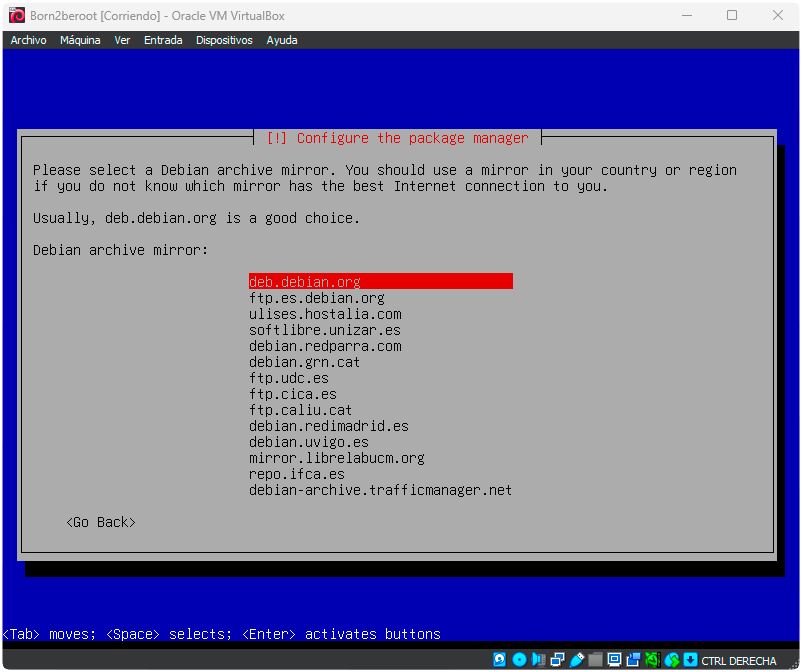 Born2beroot [Corriendo] - Oracle VM VirtualBox
Archivo Máquina Ver Entrada Dispositivos Ayuda
[!] Configure the package manager
Please select a Debian archive mirror. You should use a mirror in your country or region
if you do not know which mirror has the best Internet connection to you.
Usually, deb.debian.org is a good choice.
Debian archive mirror:
deb.debian.org
ftp.es.debian.org
ulises.hostalia.com
softlibre.unizar.es
debian.redparra.com
debian.grn.cat
ftp.udc.es
ftp.cica.es
ftp.caliu.cat
debian.redimadrid.es
debian.uvigo.es
mirror.librelabucm.org
repo.ifca.es
debian-archive.trafficmanager.net
<Go Back>
<Tab> moves; <Space> selects; <Enter> activates buttons
CTRL DERECHA